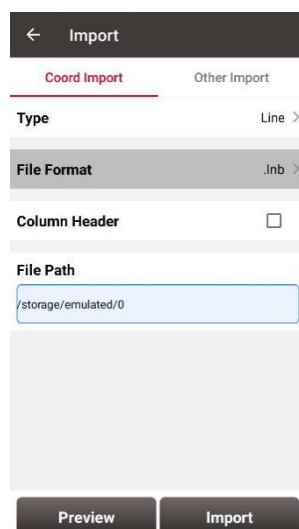 Import
Coord Import Other Import
Type Line
File Format .lnb
Column Header
File Path
/storage/emulated/0
Preview Import